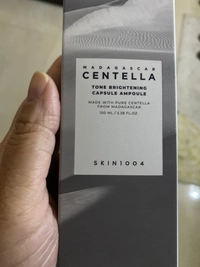 MADAGASCAR
CENTELLA
TONE BRIGHTENING
CAPSULE AMPOULE
MADE WITH PURE CENTELLA
FROM MADAGASCAR
100 ML / 3.38 FL.OZ
SKIN1004